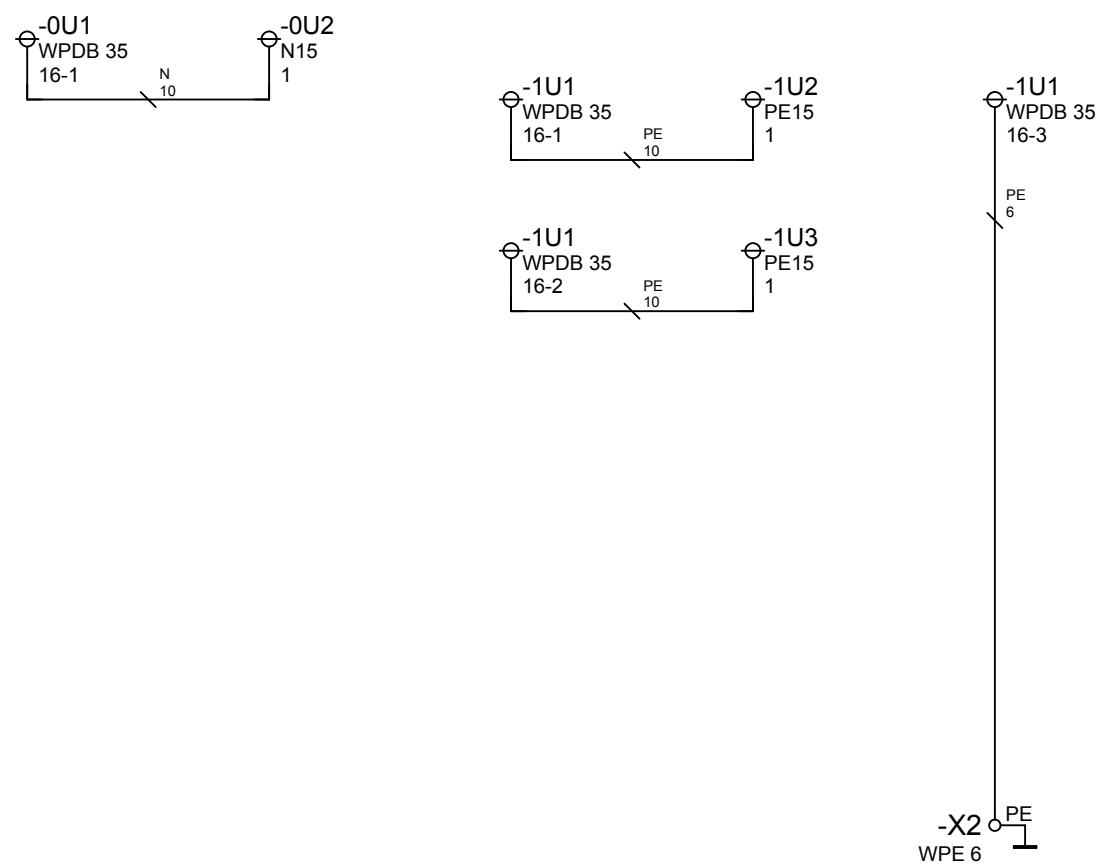 -0U1
WPDB 35
16-1
N
10
-0U2
N15
1
-1U1
WPDB 35
16-1
PE
10
-1U2
PE15
1
-1U1
WPDB 35
16-3
PE
6
-1U1
WPDB 35
16-2
PE
10
-1U3
PE15
1
-X2
WPE 6
PE